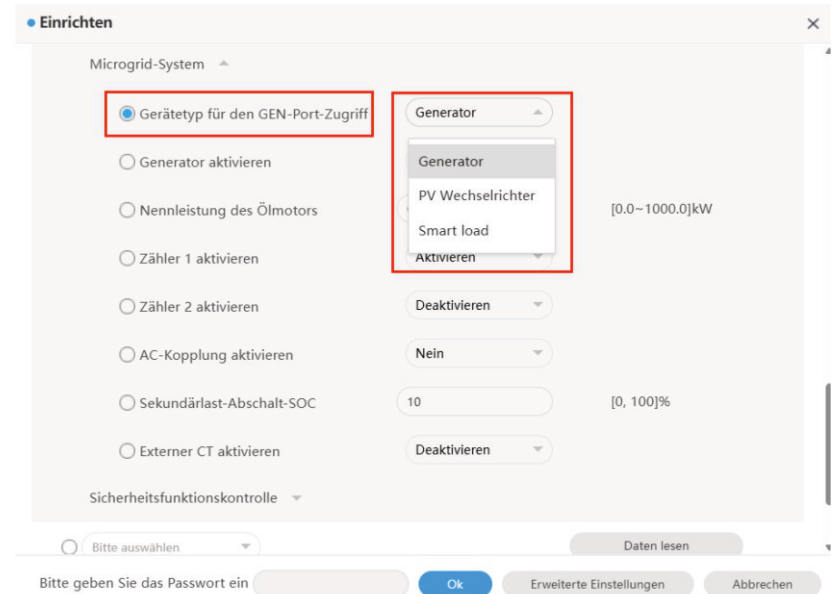 Einrichten
Microgrid-System
Gerätetyp für den GEN-Port-Zugriff Generator
Generator aktivieren Generator
PV Wechselrichter
Nennleistung des Ölmotors [0.0~1000.0]kW
Smart load
Zähler 1 aktivieren Aktivieren
Zähler 2 aktivieren Deaktivieren
AC-Kopplung aktivieren Nein
Sekundärlast-Abschalt-SOC 10 [0, 100]%
Externer CT aktivieren Deaktivieren
Sicherheitsfunktionskontrolle
Bitte auswählen Daten lesen
Bitte geben Sie das Passwort ein Ok Erweiterte Einstellungen Abbrechen